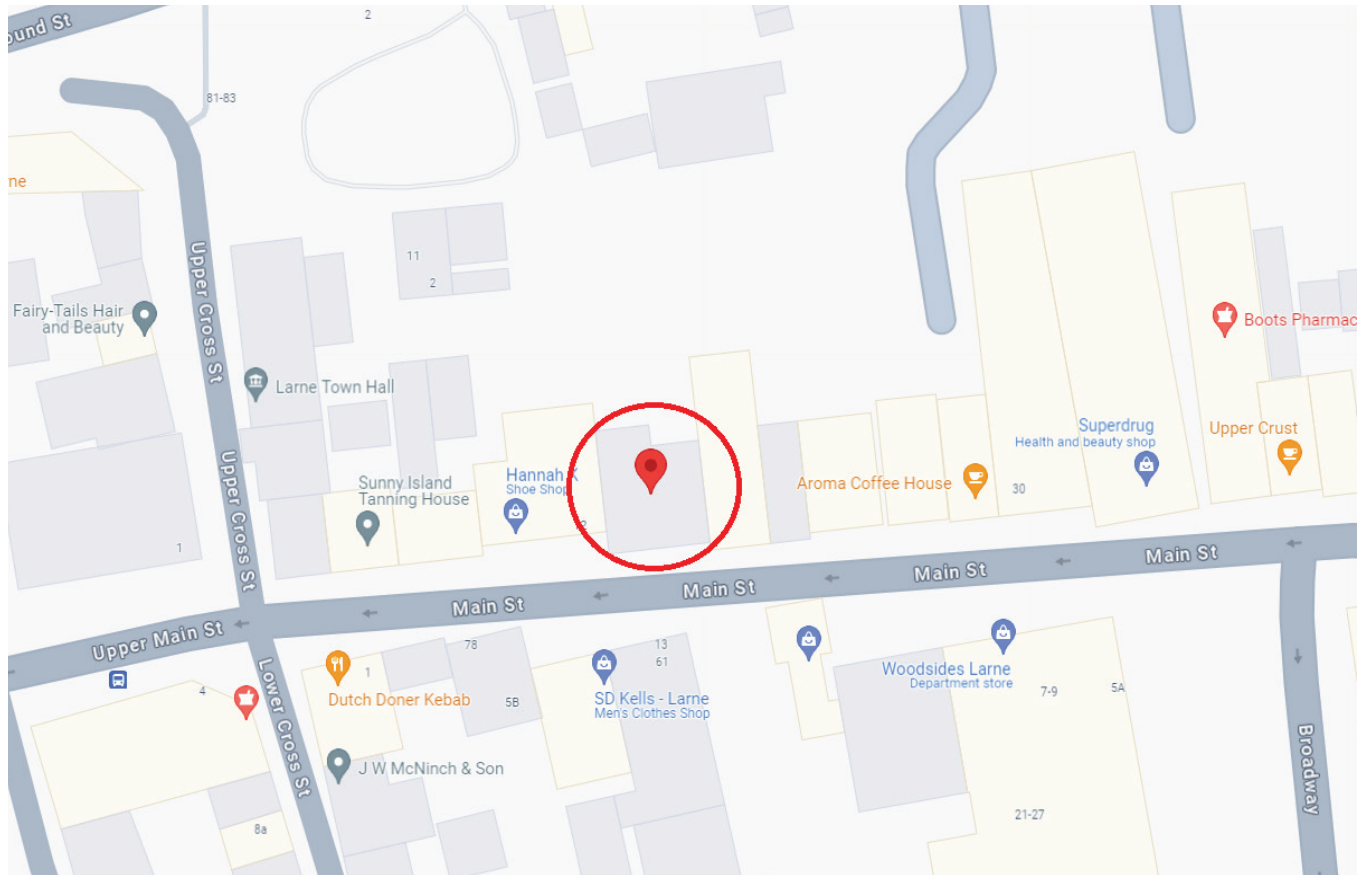 2
81-83
Upper Cross St
11
2
Fairy-Tails Hair
and Beauty
Boots Pharmac
Larne Town Hall
Superdrug
Health and beauty shop
Upper Crust
Upper Cross St
Sunny Island
Tanning House
Hannah K
Shoe Shop
Aroma Coffee House
30
1
Main St
Main St
Main St
Main St
Upper Main St
4
Lower Cross St
1
78
Dutch Doner Kebab
5B
13
61
SD Kells - Larne
Men's Clothes Shop
Woodsides Larne
Department store
7-9
5A
Broadway
J W McNinch & Son
8a
21-27